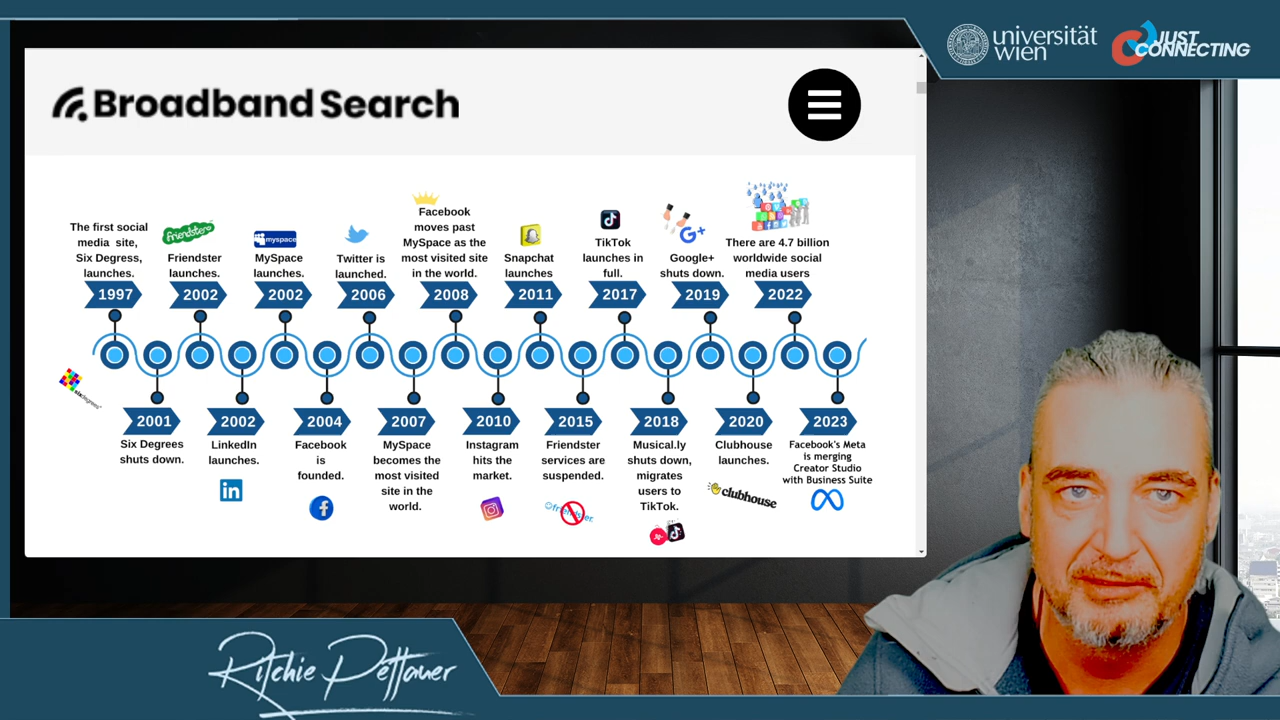 universität
wien
JUST
CONNECTING
Broadband Search
The first social
media site,
Six Degress,
launches.
1997
Friendster
Friendster
launches.
2002
myspace
MySpace
launches.
2002
Twitter is
launched.
2006
Facebook
moves past
MySpace as the
most visited site
in the world.
2008
Snapchat
launches
2011
TikTok
launches in
full.
2017
G+
Google+
shuts down.
2019
There are 4.7 billion
worldwide social
media users
2022
sixdegrees
2001
Six Degrees
shuts down.
2002
LinkedIn
launches.
in
2004
Facebook
is
founded.
f
2007
MySpace
becomes the
most visited
site in the
world.
2010
Instagram
hits the
market.
2015
Friendster
services are
suspended.
friendster
2018
Musical.ly
shuts down,
migrates
users to
TikTok.
2020
Clubhouse
launches.
clubhouse
2023
Facebook's Meta
is merging
Creator Studio
with Business Suite
Ritchie Pettauer